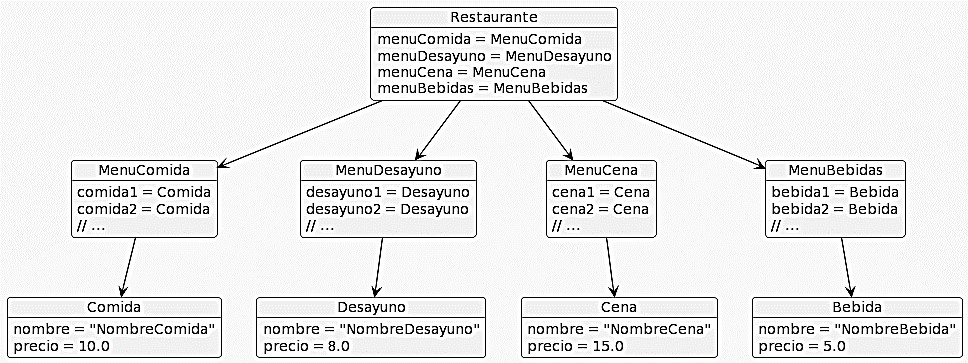 Restaurante
menuComida = MenuComida
menuDesayuno = MenuDesayuno
menuCena = MenuCena
menuBebidas = MenuBebidas
MenuComida
comida1 = Comida
comida2 = Comida
// ...
MenuDesayuno
desayuno1 = Desayuno
desayuno2 = Desayuno
// ...
MenuCena
cena1 = Cena
cena2 = Cena
// ...
MenuBebidas
bebida1 = Bebida
bebida2 = Bebida
// ...
Comida
nombre = "NombreComida"
precio = 10.0
Desayuno
nombre = "NombreDesayuno"
precio = 8.0
Cena
nombre = "NombreCena"
precio = 15.0
Bebida
nombre = "NombreBebida"
precio = 5.0